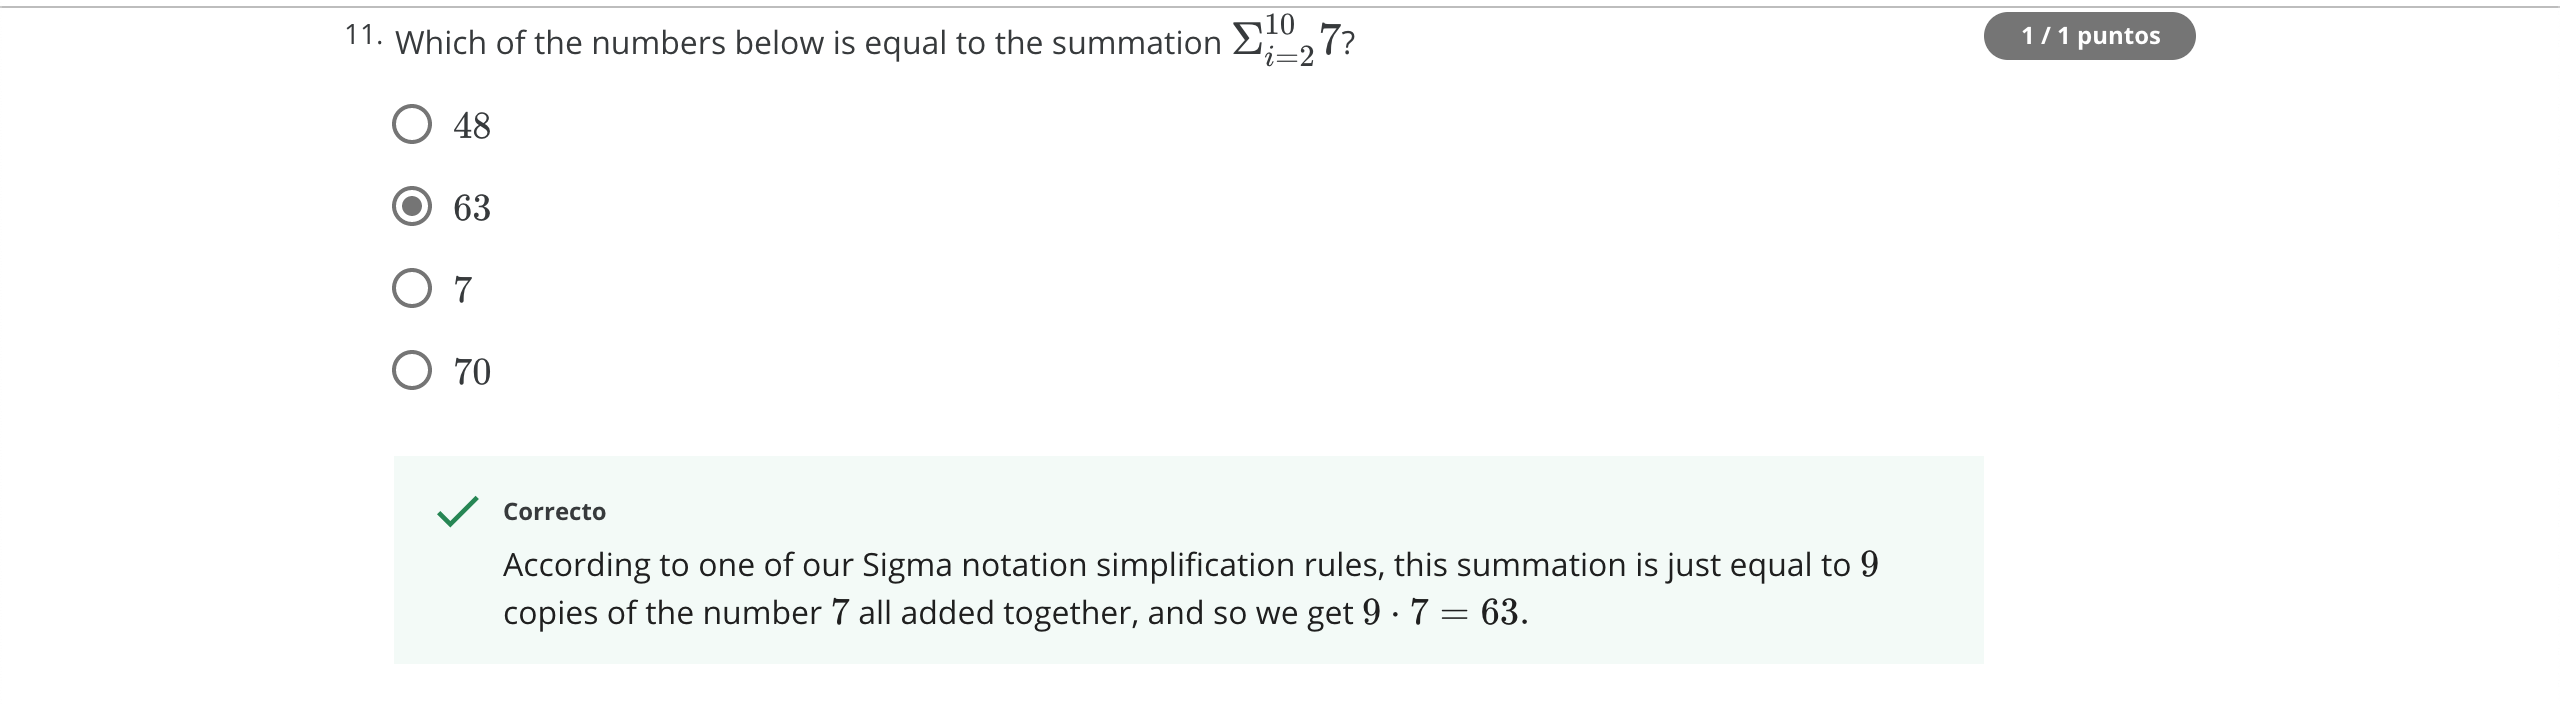 11. Which of the numbers below is equal to the summation $\Sigma_{i=2}^{10} 7$?
1 / 1 puntos
48
63
7
70
Correcto
According to one of our Sigma notation simplification rules, this summation is just equal to 9
copies of the number 7 all added together, and so we get 9 · 7 = 63.